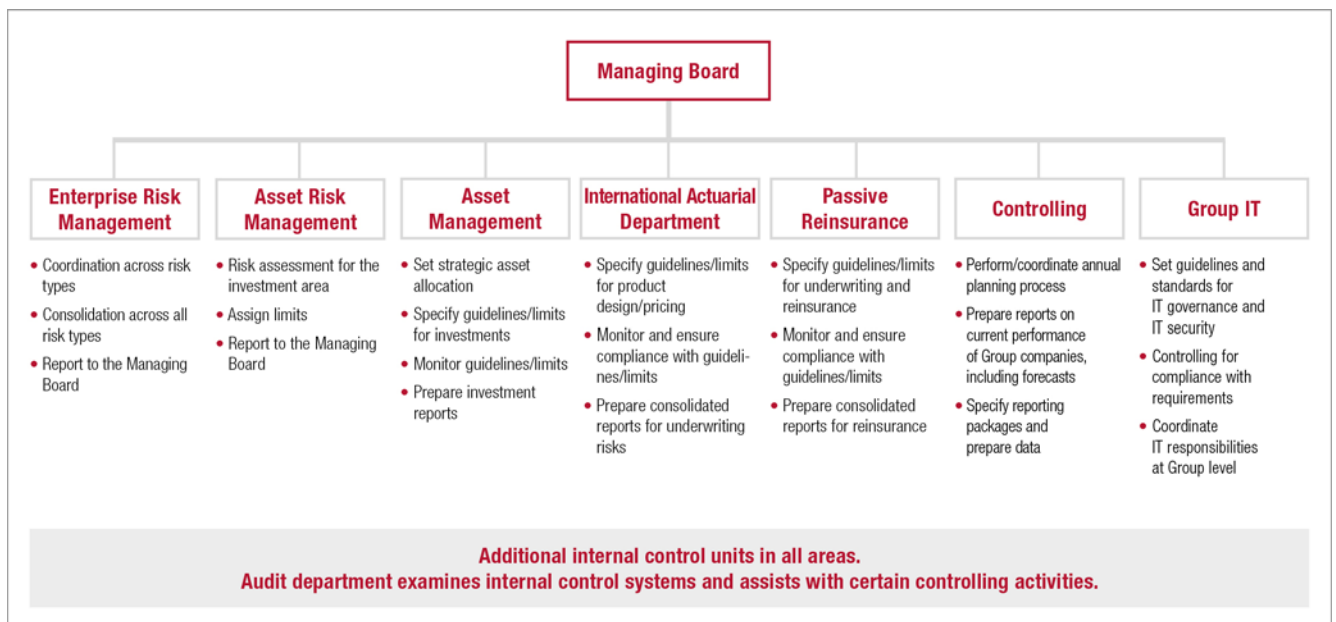 Managing Board
Enterprise Risk
Management
• Coordination across risk
types
• Consolidation across all
risk types
• Report to the Managing
Board
Asset Risk
Management
• Risk assessment for the
investment area
• Assign limits
• Report to the Managing
Board
Asset
Management
• Set strategic asset
allocation
• Specify guidelines/limits
for investments
• Monitor guidelines/limits
• Prepare investment
reports
International Actuarial
Department
• Specify guidelines/limits
for product
design/pricing
• Monitor and ensure
compliance with guideli-
nes/limits
• Prepare consolidated
reports for underwriting
risks
Passive
Reinsurance
• Specify guidelines/limits
for underwriting and
reinsurance
• Monitor and ensure
compliance with
guidelines/limits
• Prepare consolidated
reports for reinsurance
Controlling
• Perform/coordinate annual
planning process
• Prepare reports on
current performance
of Group companies,
including forecasts
• Specify reporting
packages and
prepare data
Group IT
• Set guidelines and
standards for
IT governance and
IT security
• Controlling for
compliance with
requirements
• Coordinate
IT responsibilities
at Group level
Additional internal control units in all areas.
Audit department examines internal control systems and assists with certain controlling activities.